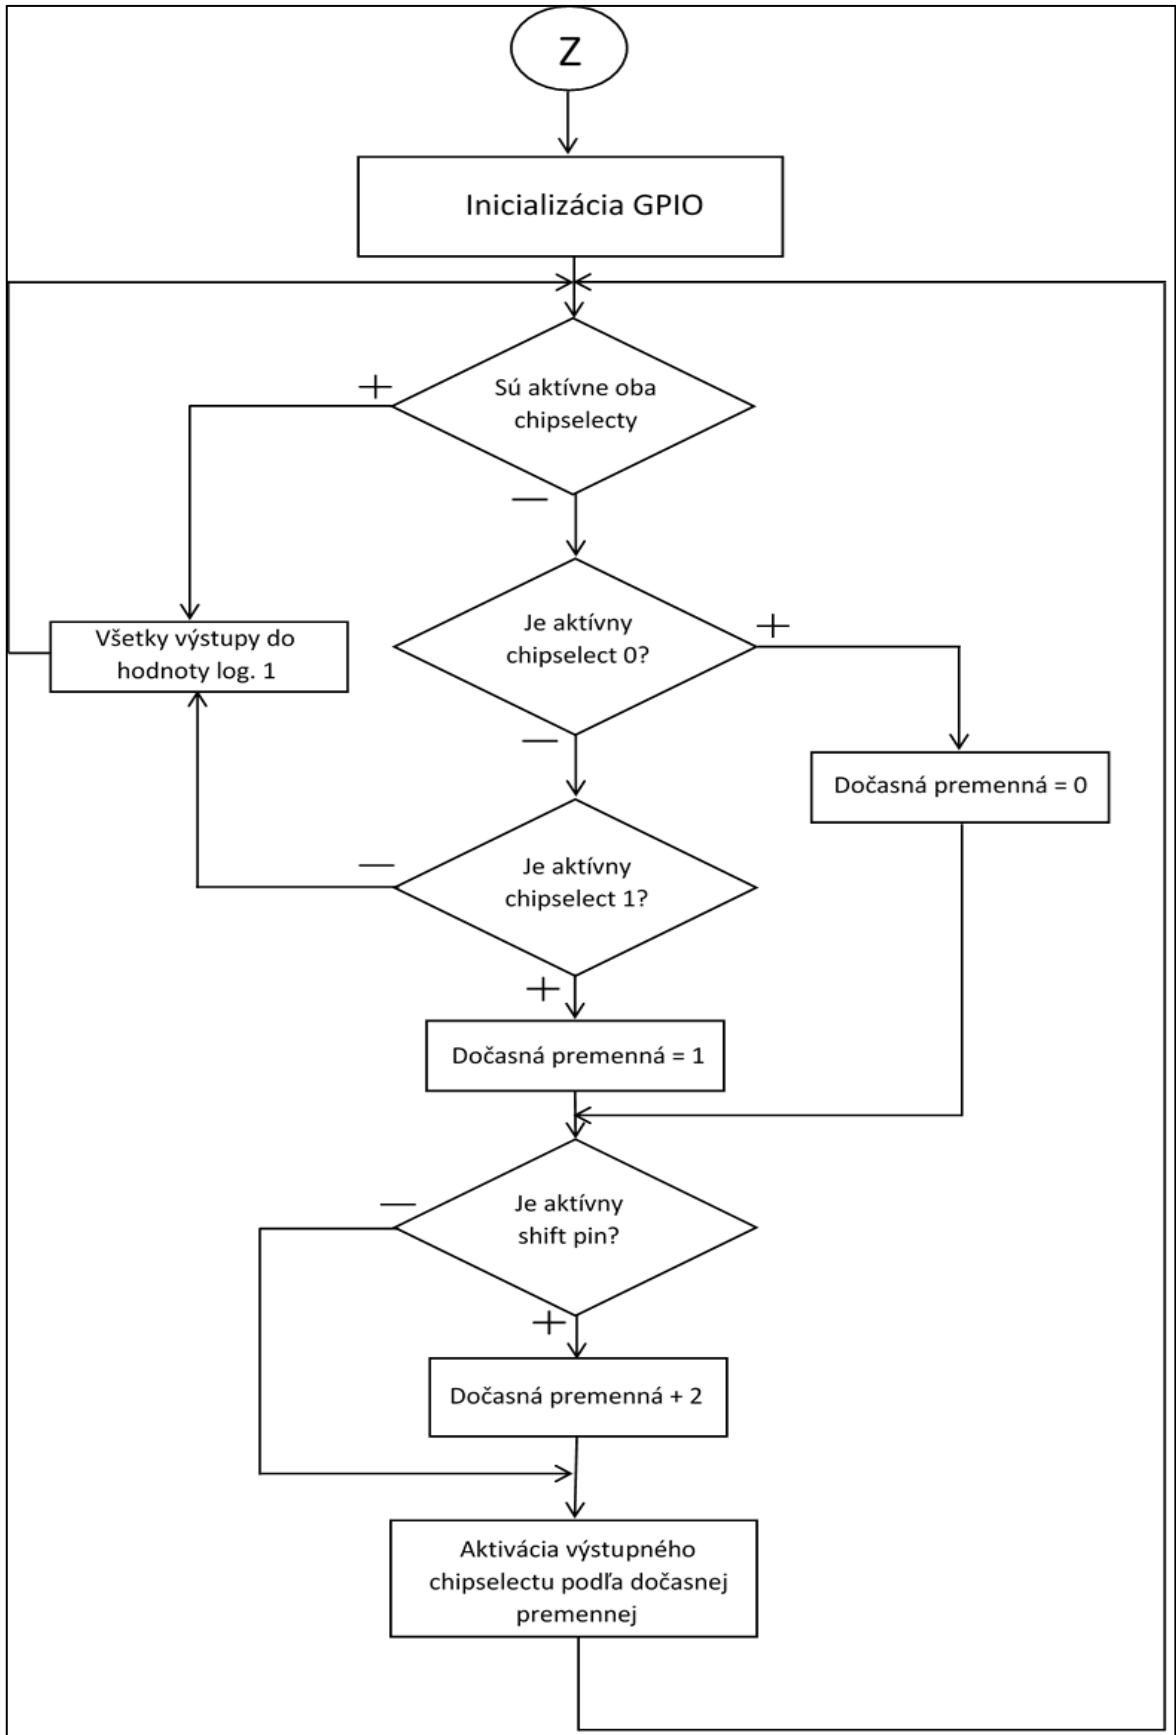 Z
Inicializácia GPIO
+
Sú aktívne oba
chipselecty
—
Je aktívny
chipselect 0?
+
Všetky výstupy do
hodnoty log. 1
—
Dočasná premenná = 0
—
Je aktívny
chipselect 1?
+
Dočasná premenná = 1
—
Je aktívny
shift pin?
+
Dočasná premenná + 2
Aktivácia výstupného
chipselectu podľa dočasnej
premennej